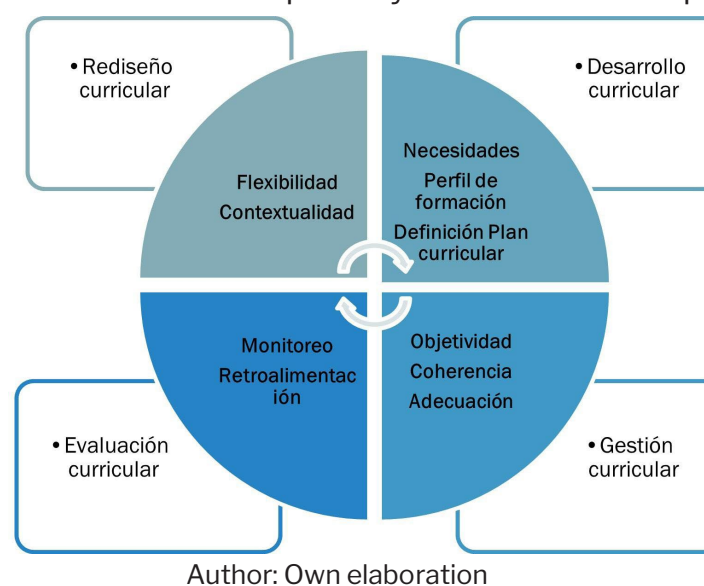 • Rediseño
curricular
• Desarrollo
curricular
Flexibilidad
Contextualidad
Necesidades
Perfil de
formación
Definición Plan
curricular
Monitoreo
Retroalimentac
ión
Objetividad
Coherencia
Adecuación
• Evaluación
curricular
• Gestión
curricular
Author: Own elaboration